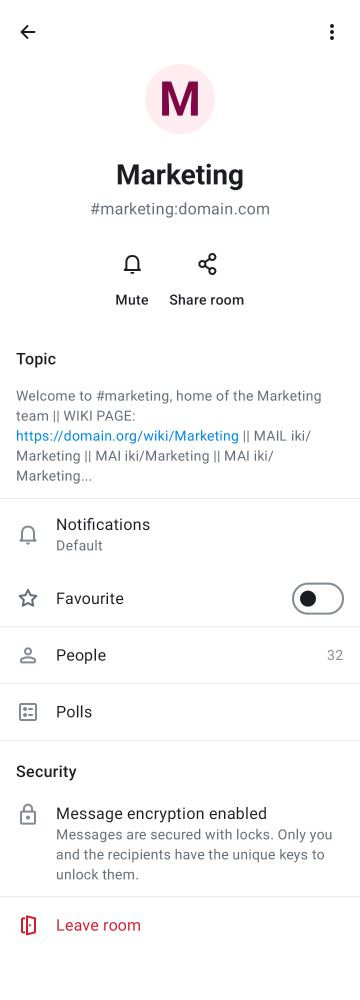 M
Marketing
#marketing:domain.com
Mute
Share room
Topic
Welcome to #marketing, home of the Marketing
team || WIKI PAGE:
https://domain.org/wiki/Marketing || MAIL iki/
Marketing || MAI iki/Marketing || MAI iki/
Marketing...
Notifications
Default
Favourite
People 32
Polls
Security
Message encryption enabled
Messages are secured with locks. Only you
and the recipients have the unique keys to
unlock them.
Leave room